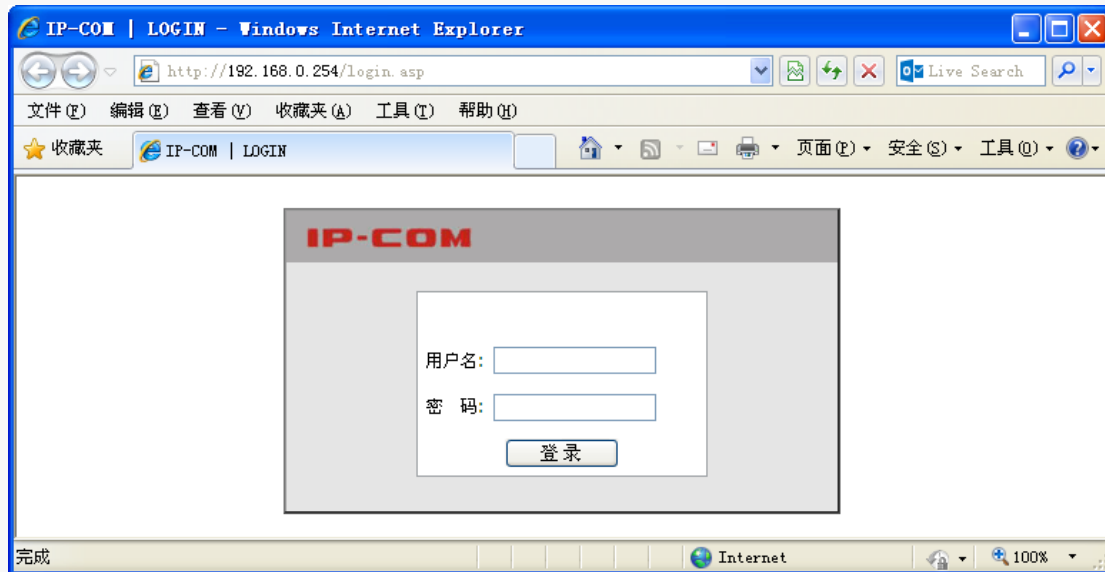 IP-COM | LOGIN - Windows Internet Explorer
http://192.168.0.254/login.asp Live Search
文件(F) 编辑(E) 查看(V) 收藏夹(A) 工具(T) 帮助(H)
收藏夹 IP-COM | LOGIN 页面(P) 安全(S) 工具(O)
IP-COM
用户名:
密 码:
登录
完成 Internet 100%